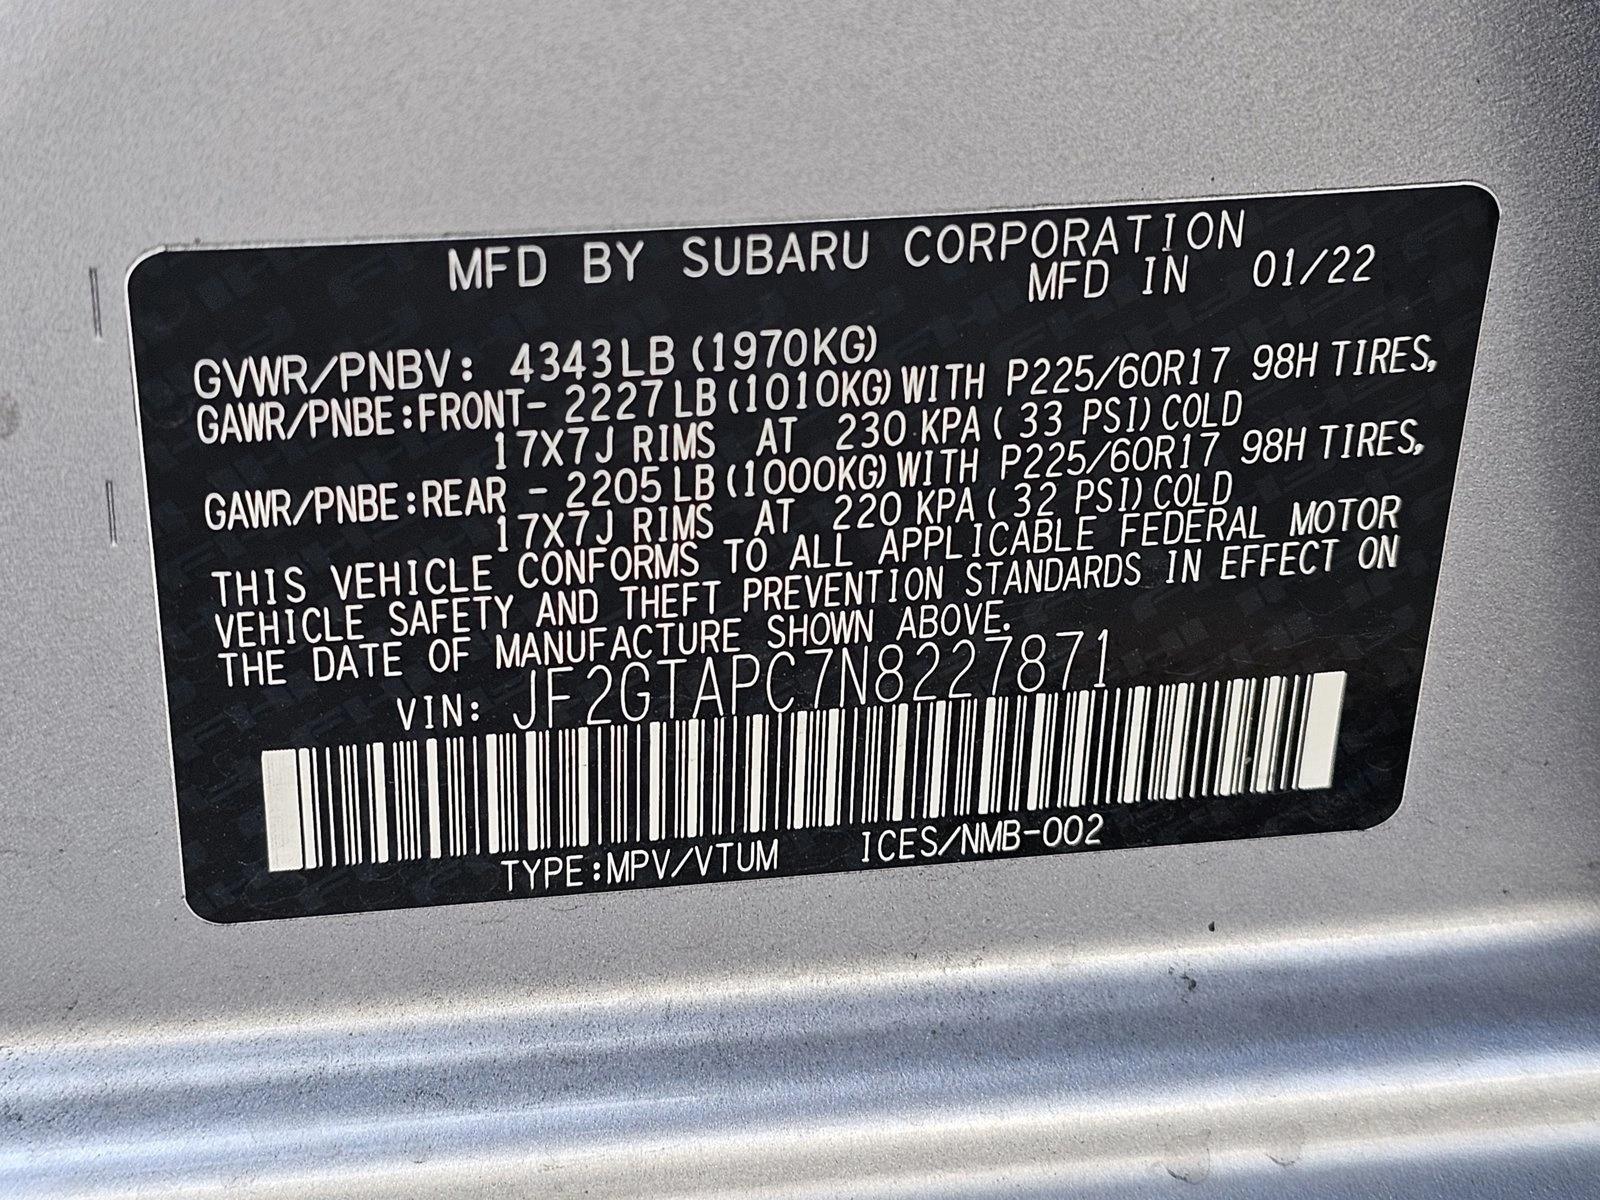 MFD BY SUBARU CORPORATION
MFD IN 01/22
GVWR/PNBV: 4343LB (1970KG)
GAWR/PNBE:FRONT- 2227LB (1010KG) WITH P225/60R17 98H TIRES,
17X7J RIMS AT 230 KPA ( 33 PSI) COLD
GAWR/PNBE:REAR - 2205LB (1000KG) WITH P225/60R17 98H TIRES,
17X7J RIMS AT 220 KPA ( 32 PSI) COLD
THIS VEHICLE CONFORMS TO ALL APPLICABLE FEDERAL MOTOR
VEHICLE SAFETY AND THEFT PREVENTION STANDARDS IN EFFECT ON
THE DATE OF MANUFACTURE SHOWN ABOVE.
VIN: JF2GTAPC7N8227871
TYPE:MPV/VTUM ICES/NMB-002